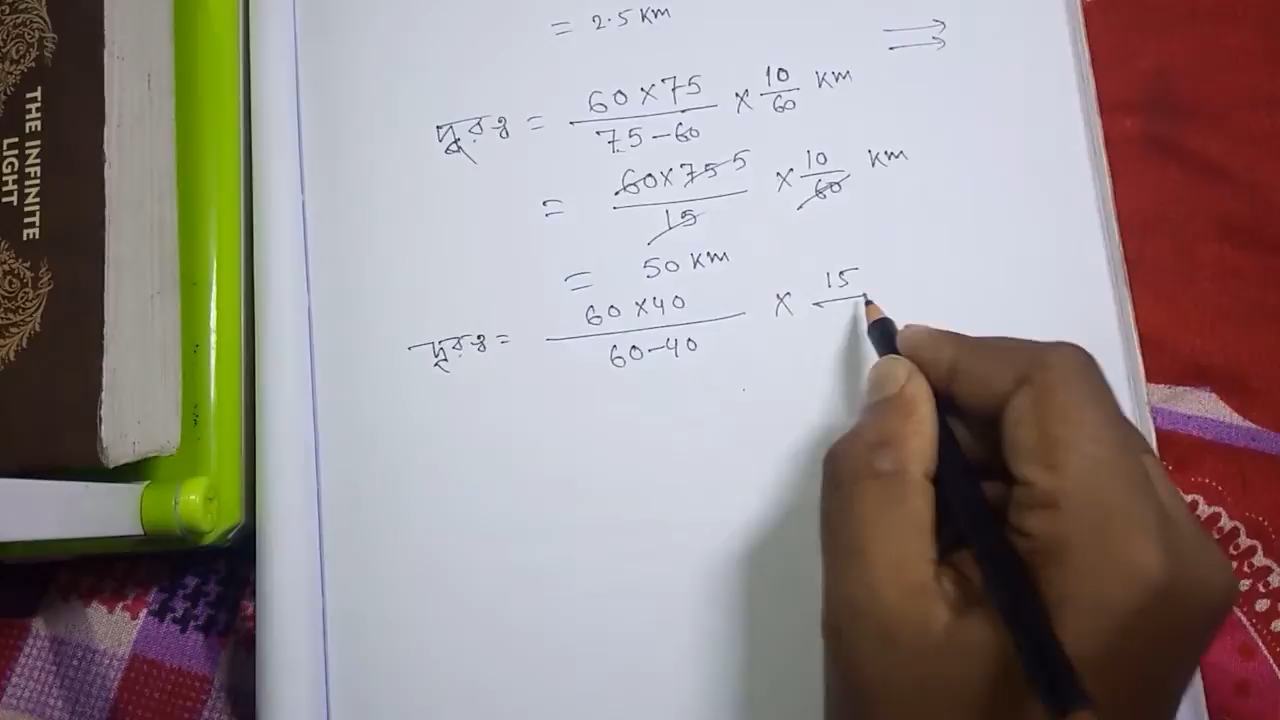 THE INFINITE
LIGHT
= 2.5 km
দূরত্ব = 60 × 75 / 75 – 60 × 10 / 60 km
= 60 × 75 5 / 15 × 10 / 60 km
= 50 km
দূরত্ব = 60 × 40 / 60 – 40 × 15